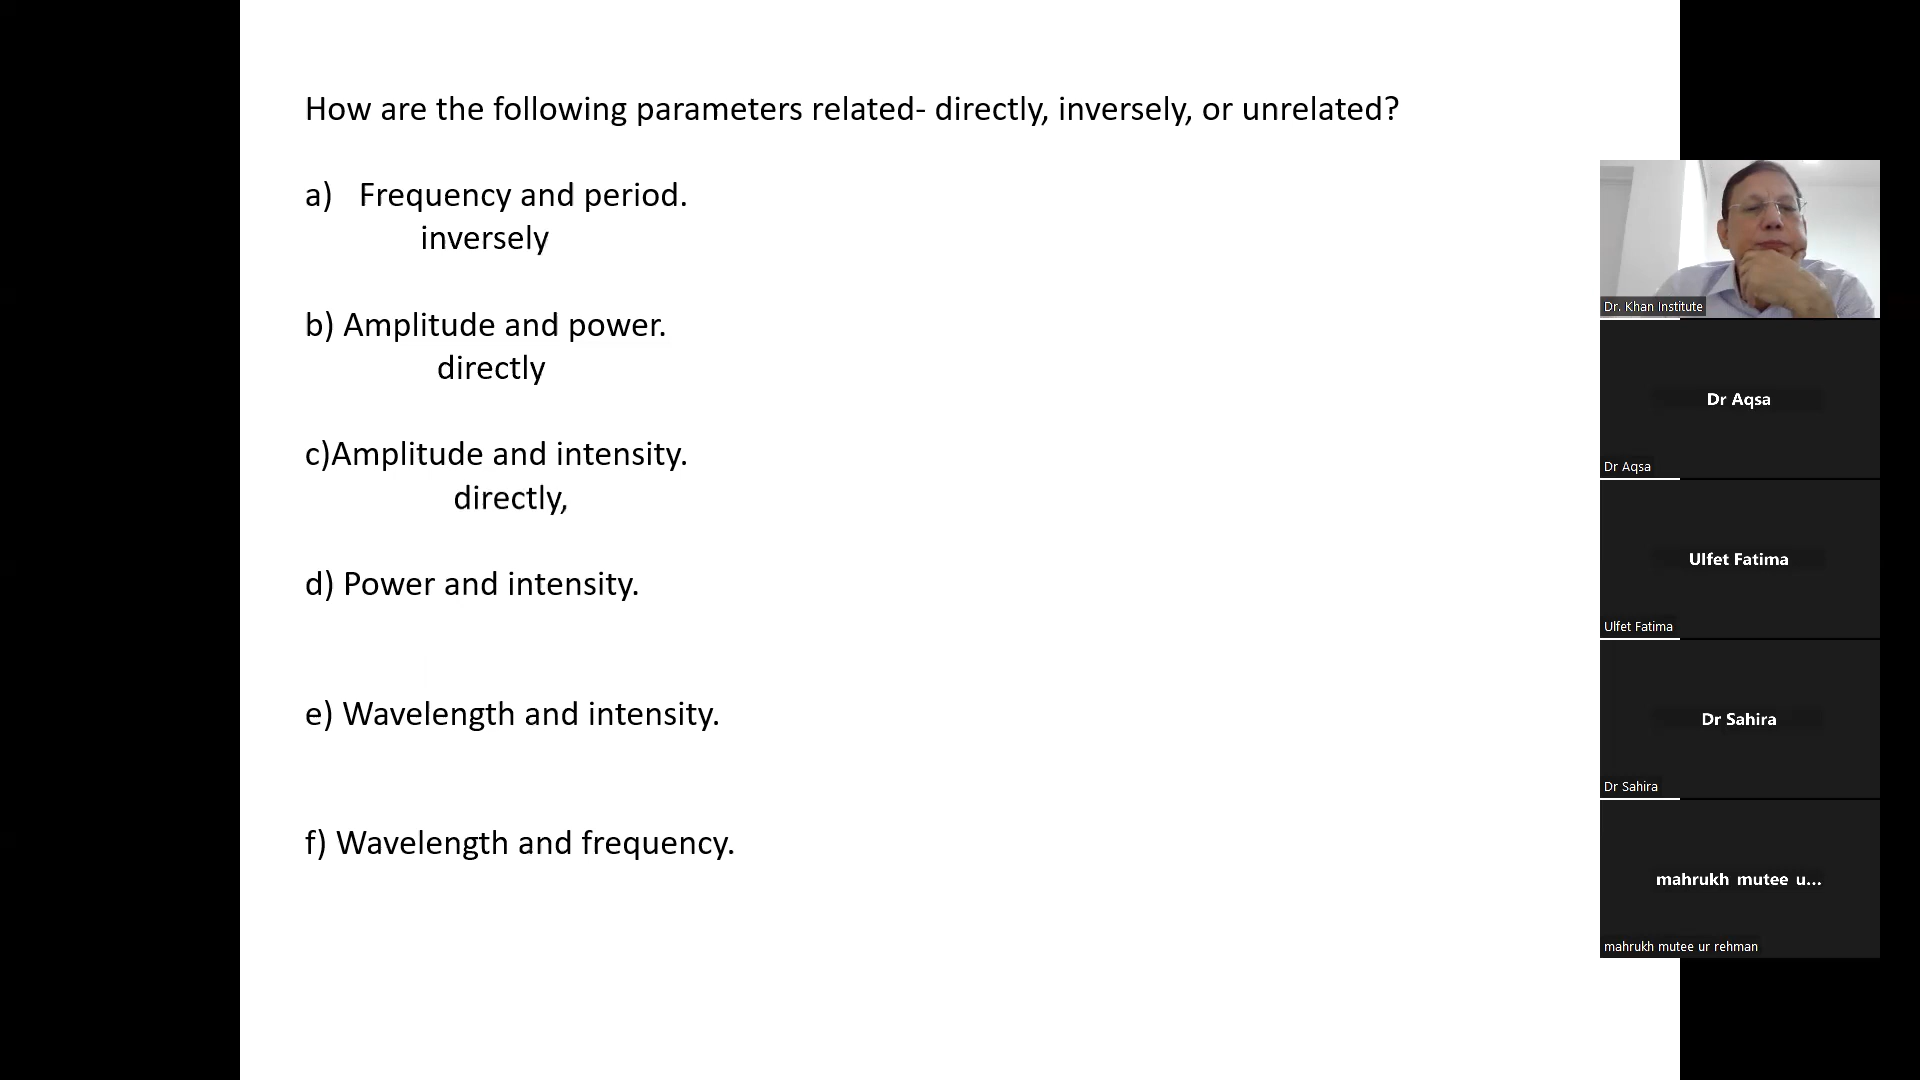 How are the following parameters related- directly, inversely, or unrelated?
a) Frequency and period.
inversely
b) Amplitude and power.
directly
c)Amplitude and intensity.
directly,
d) Power and intensity.
e) Wavelength and intensity.
f) Wavelength and frequency.
Dr. Khan Institute
Dr Aqsa
Dr Aqsa
Ulfet Fatima
Ulfet Fatima
Dr Sahira
Dr Sahira
mahrukh mutee u...
mahrukh mutee ur rehman